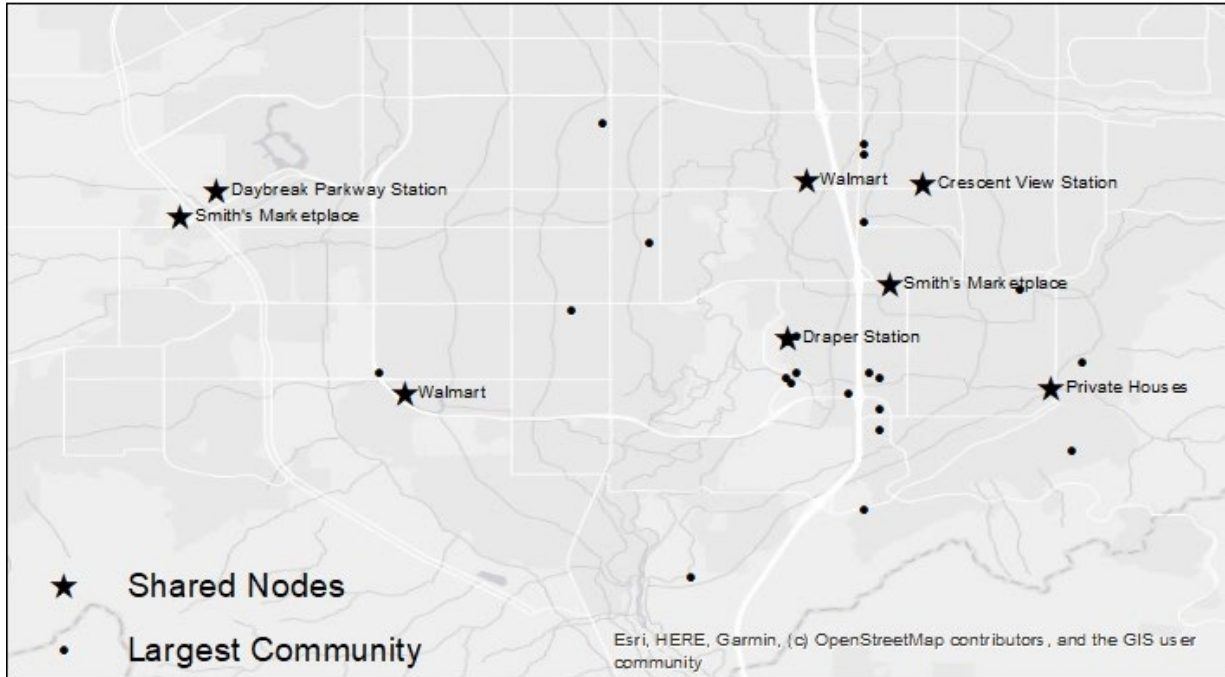 Walmart
Crescent View Station
Daybreak Parkway Station
Smith's Marketplace
Smith's Marketplace
Draper Station
Private Houses
Walmart
Shared Nodes
Largest Community
Esri, HERE, Garmin, (c) OpenStreetMap contributors, and the GIS user
community